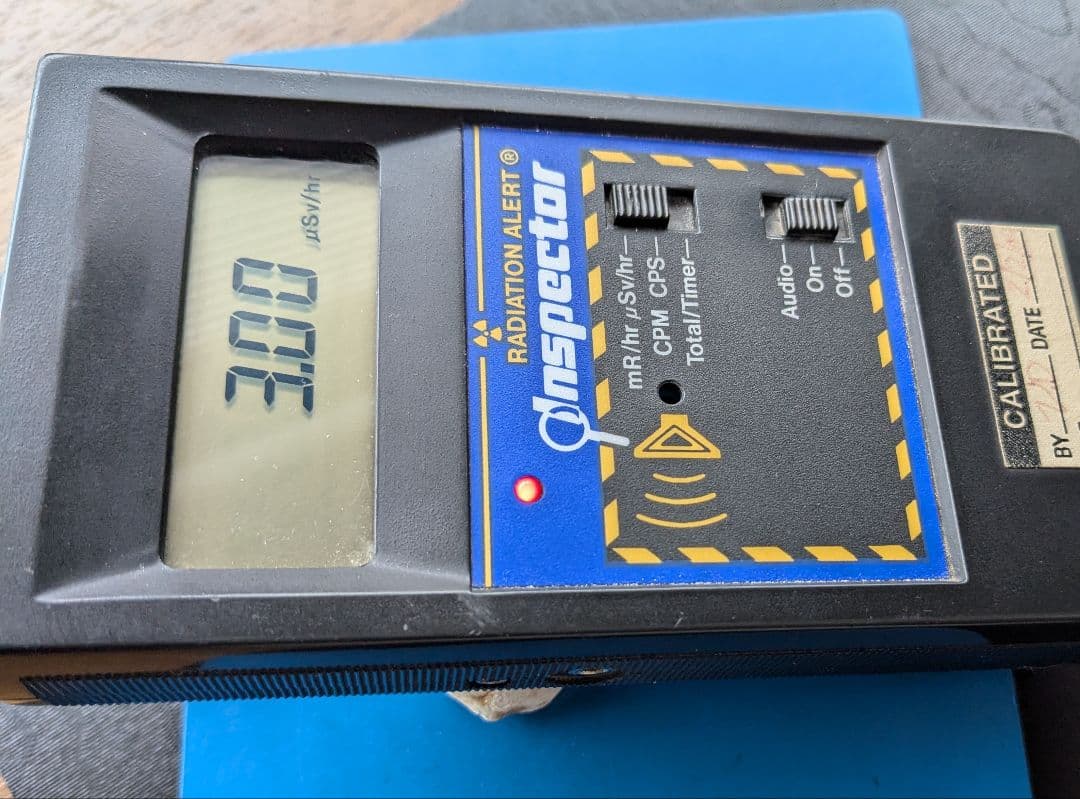 3.00 µSv/hr
RADIATION ALERT®
Inspector
mR/hr µSv/hr
CPM CPS
Total/Timer
Audio
On
Off
CALIBRATED
BY DATE